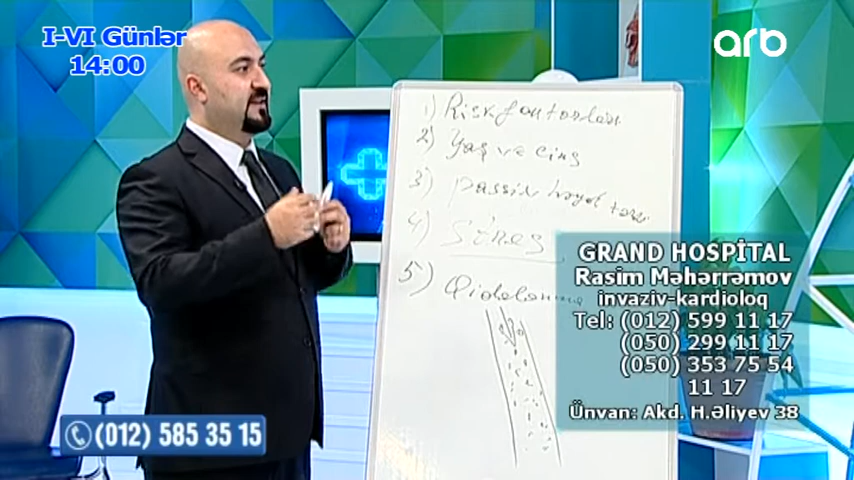 I-VI Günlər
14:00
arb
1) Risk faktorları
2) Yaş və cins
3) passiv həyat tərzi
4)
5) Qidalanma
GRAND HOSPİTAL
Rasim Məhərrəmov
invaziv-kardioloq
Tel: (012) 599 11 17
(050) 299 11 17
(050) 353 75 54
11 17
Ünvan: Akd. H.Əliyev 38
(012) 585 35 15